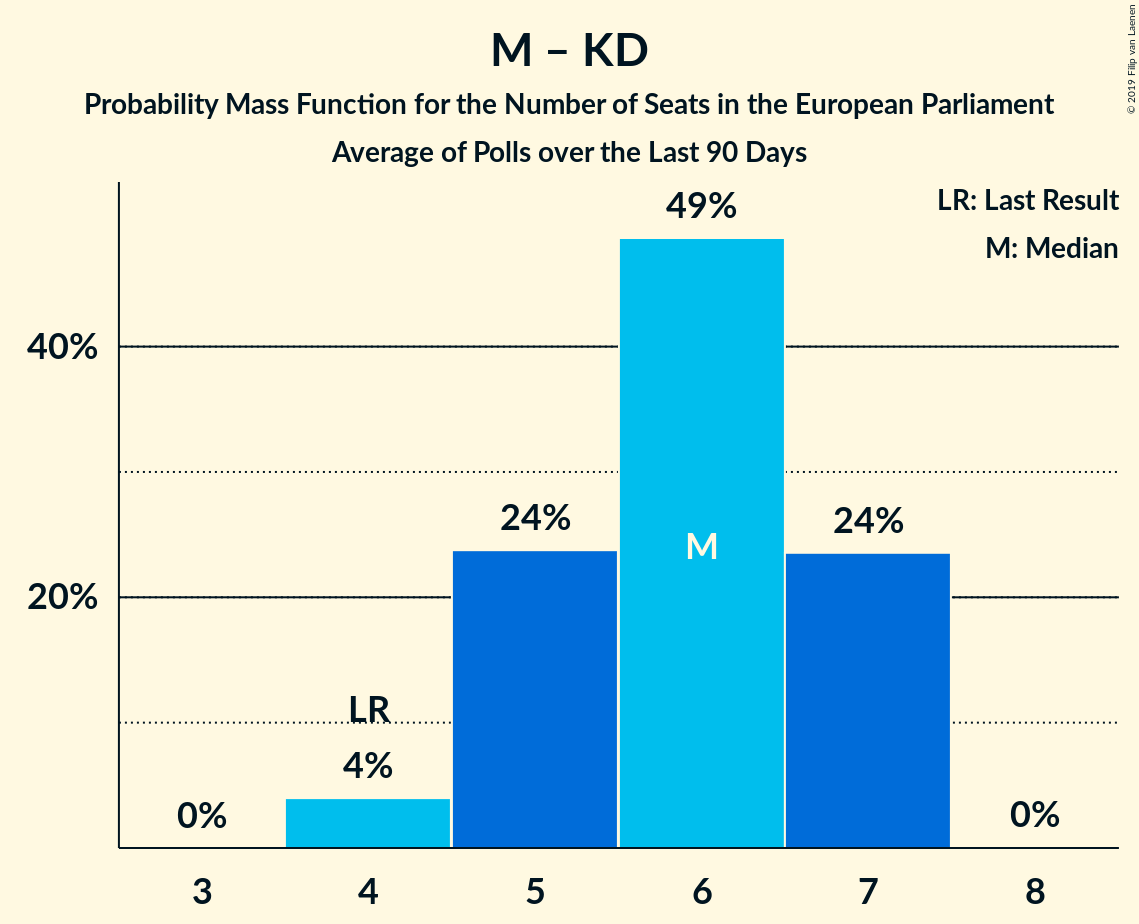 M – KD
Probability Mass Function for the Number of Seats in the European Parliament
Average of Polls over the Last 90 Days
© 2019 Filip van Laenen
LR: Last Result
M: Median
49%
40%
24%
24%
M
20%
LR
4%
0%
0%
3 4 5 6 7 8